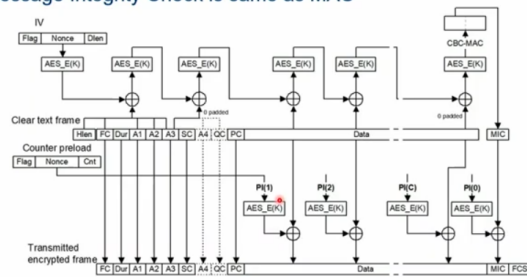 Message Integrity Check is same as MAC
IV
Flag Nonce Dlen
CBC-MAC
AES_E(K) AES_E(K) AES_E(K) AES_E(K) AES_E(K) AES_E(K)
0 padded 0 padded
Clear text frame
Hlen FC Dur A1 A2 A3 SC A4 QC PC Data MIC
Counter preload
Flag Nonce Cnt
PI(1) PI(2) PI(C) PI(0)
AES_E(K) AES_E(K) AES_E(K) AES_E(K)
Transmitted
encrypted frame
FC Dur A1 A2 A3 SC A4 QC PC Data MIC FCS